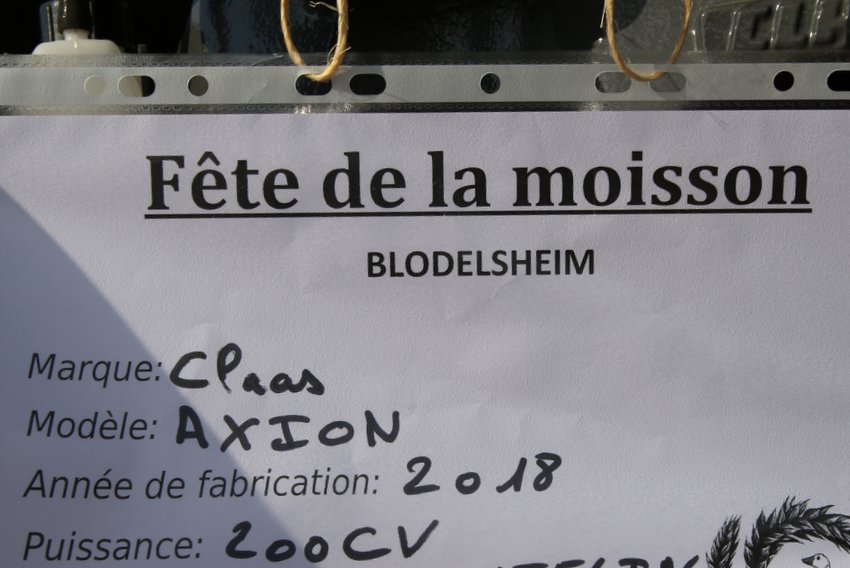 Fête de la moisson
BLODELSHEIM
Marque: Claas
Modèle: AXION
Année de fabrication: 2018
Puissance: 200CV